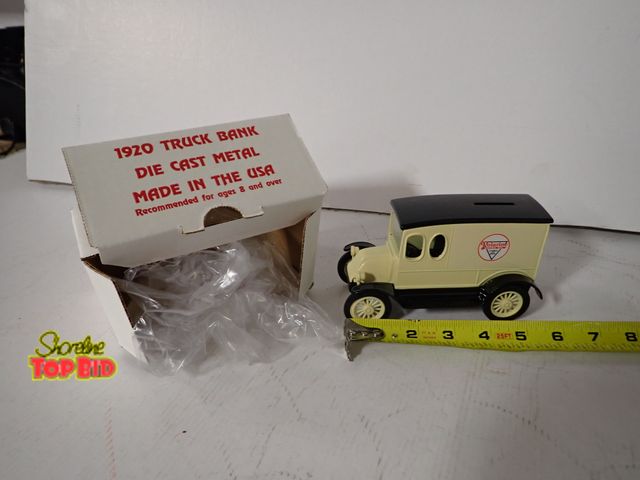 1920 TRUCK BANK
DIE CAST METAL
MADE IN THE USA
Recommended for ages 8 and over
2 3 4 5 6 7 8
Shoreline
TOP BID